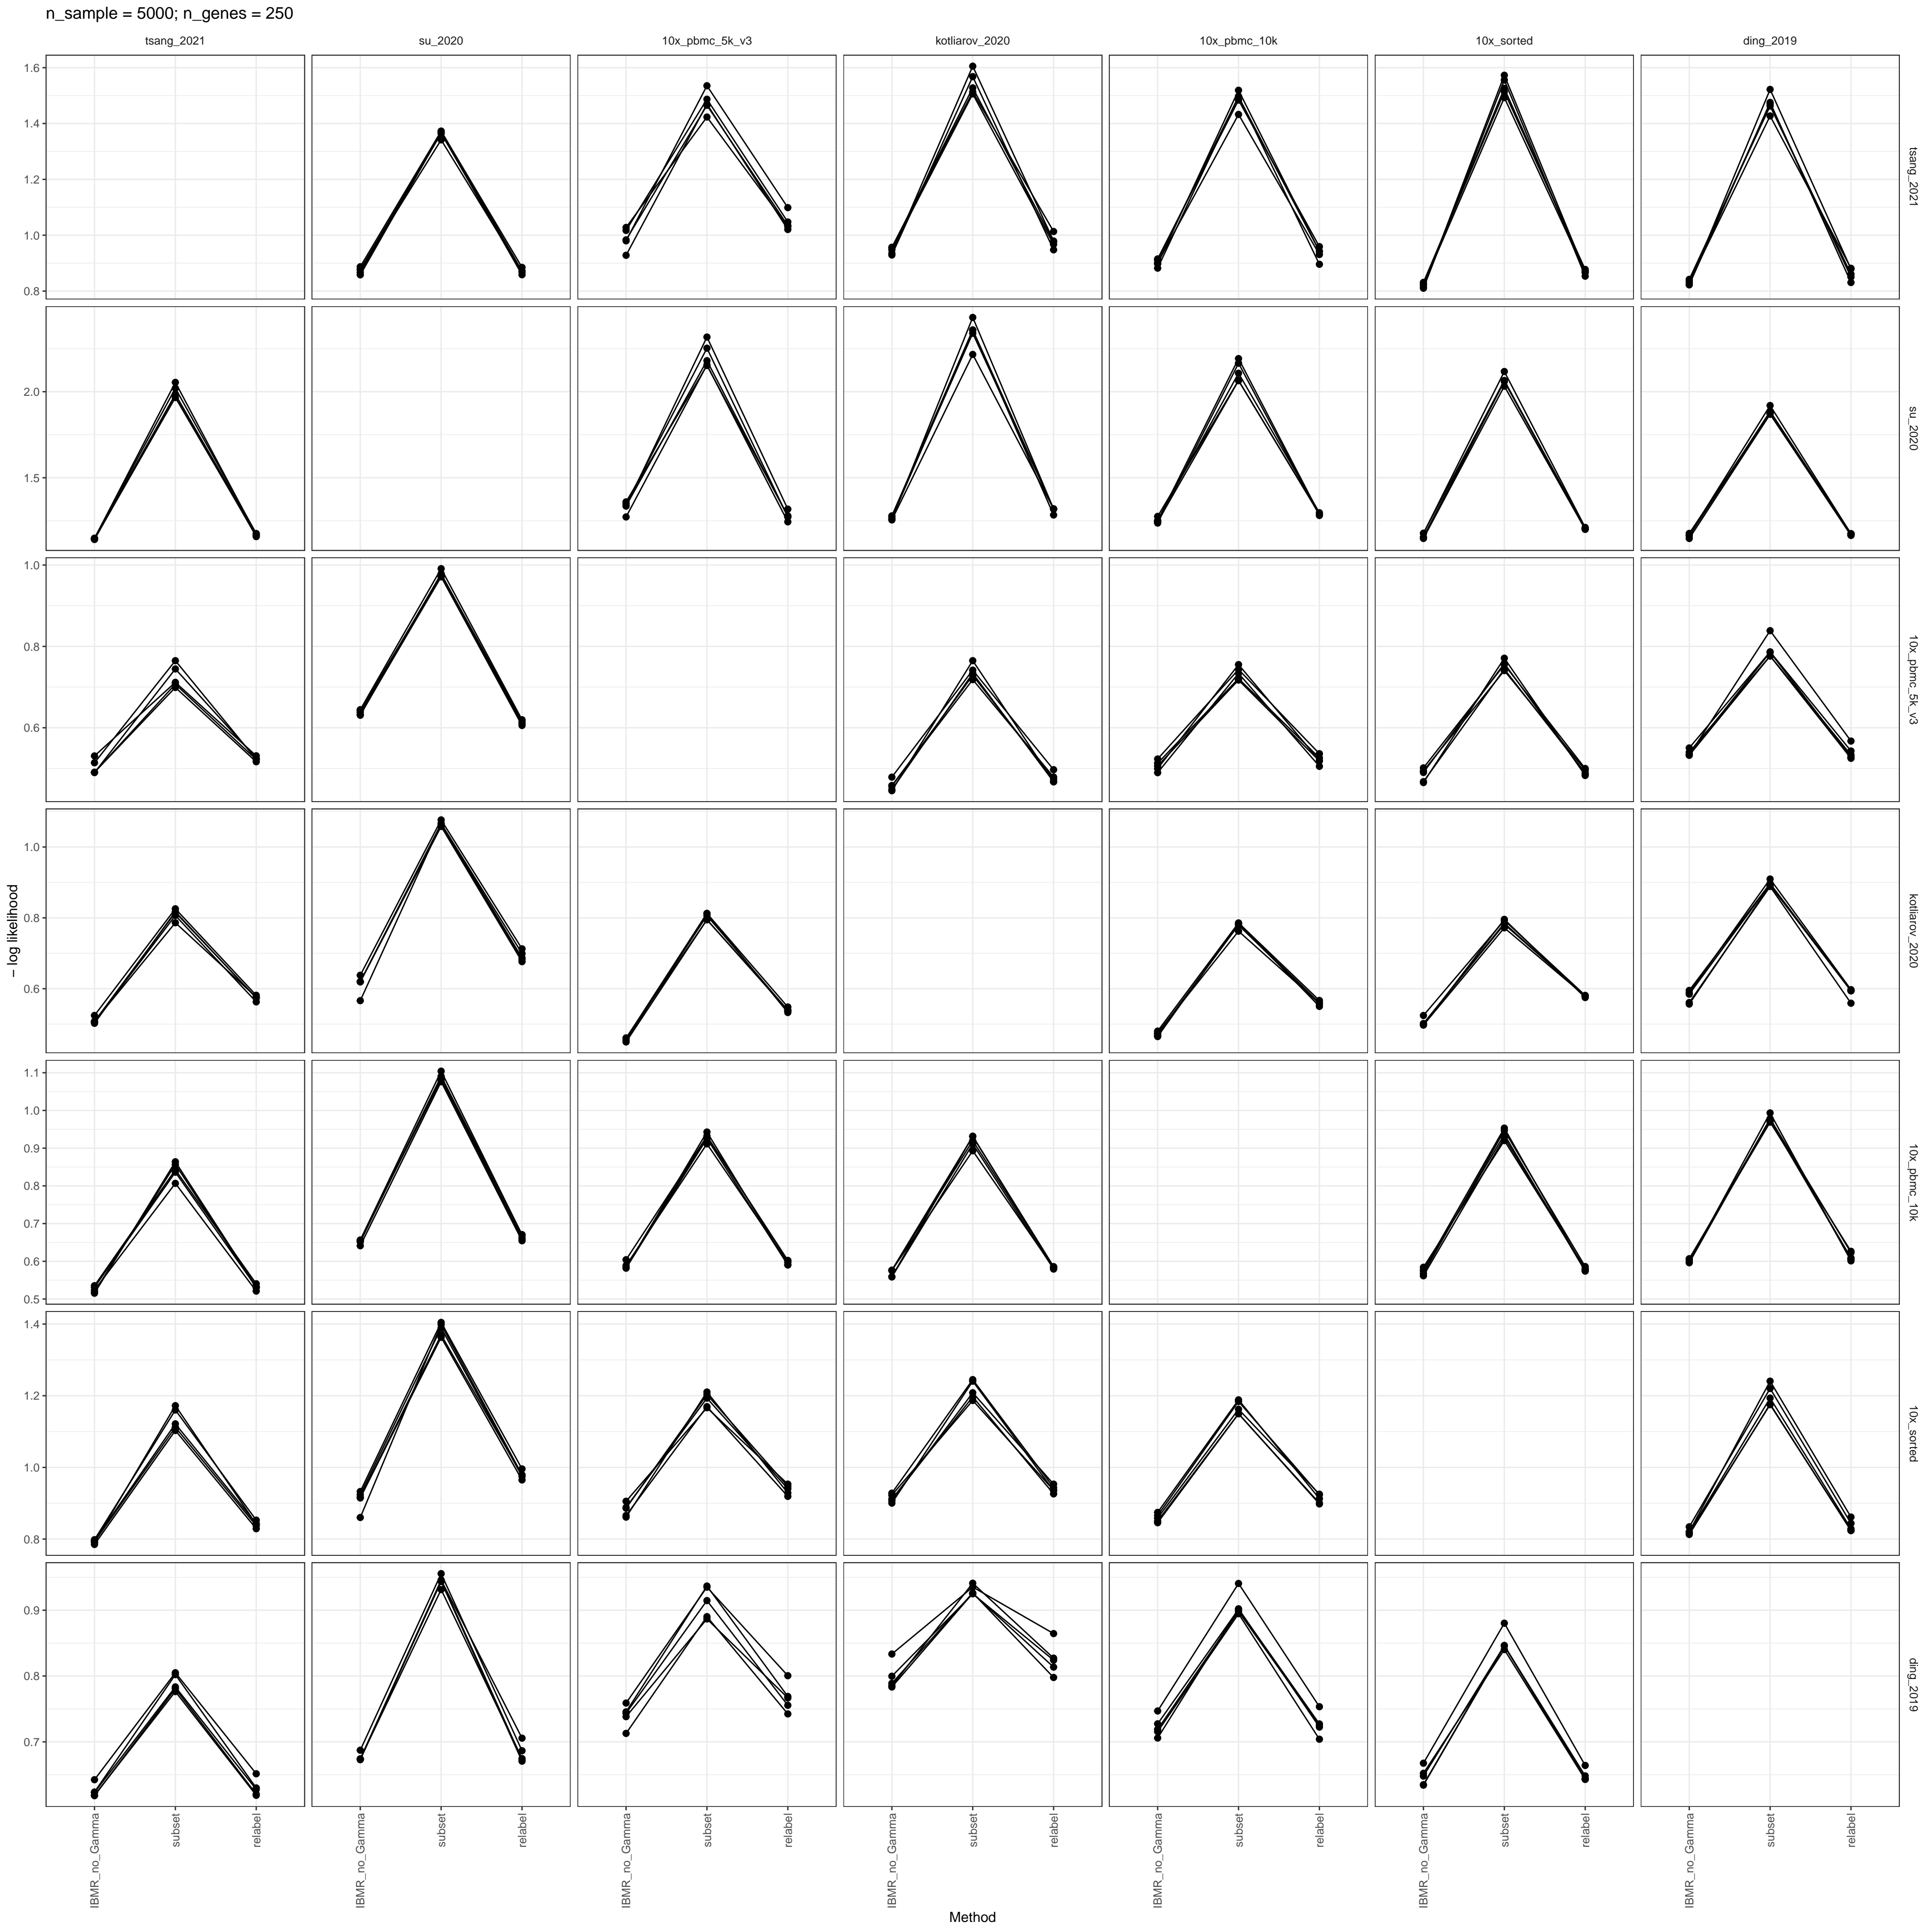 n_sample = 5000; n_genes = 250
tsang_2021 su_2020 10x_pbmc_5k_v3 kotliarov_2020 10x_pbmc_10k 10x_sorted ding_2019
1.6
1.4
1.2
1.0
0.8
tsang_2021
2.0
1.5
su_2020
1.0
0.8
0.6
10x_pbmc_5k_v3
1.0
0.8
0.6
kotliarov_2020
1.1
1.0
0.9
0.8
0.7
0.6
0.5
10x_pbmc_10k
1.4
1.2
1.0
0.8
10x_sorted
0.9
0.8
0.7
ding_2019
− log likelihood
IBMR_no_Gamma subset relabel IBMR_no_Gamma subset relabel IBMR_no_Gamma subset relabel IBMR_no_Gamma subset relabel IBMR_no_Gamma subset relabel IBMR_no_Gamma subset relabel IBMR_no_Gamma subset relabel
Method